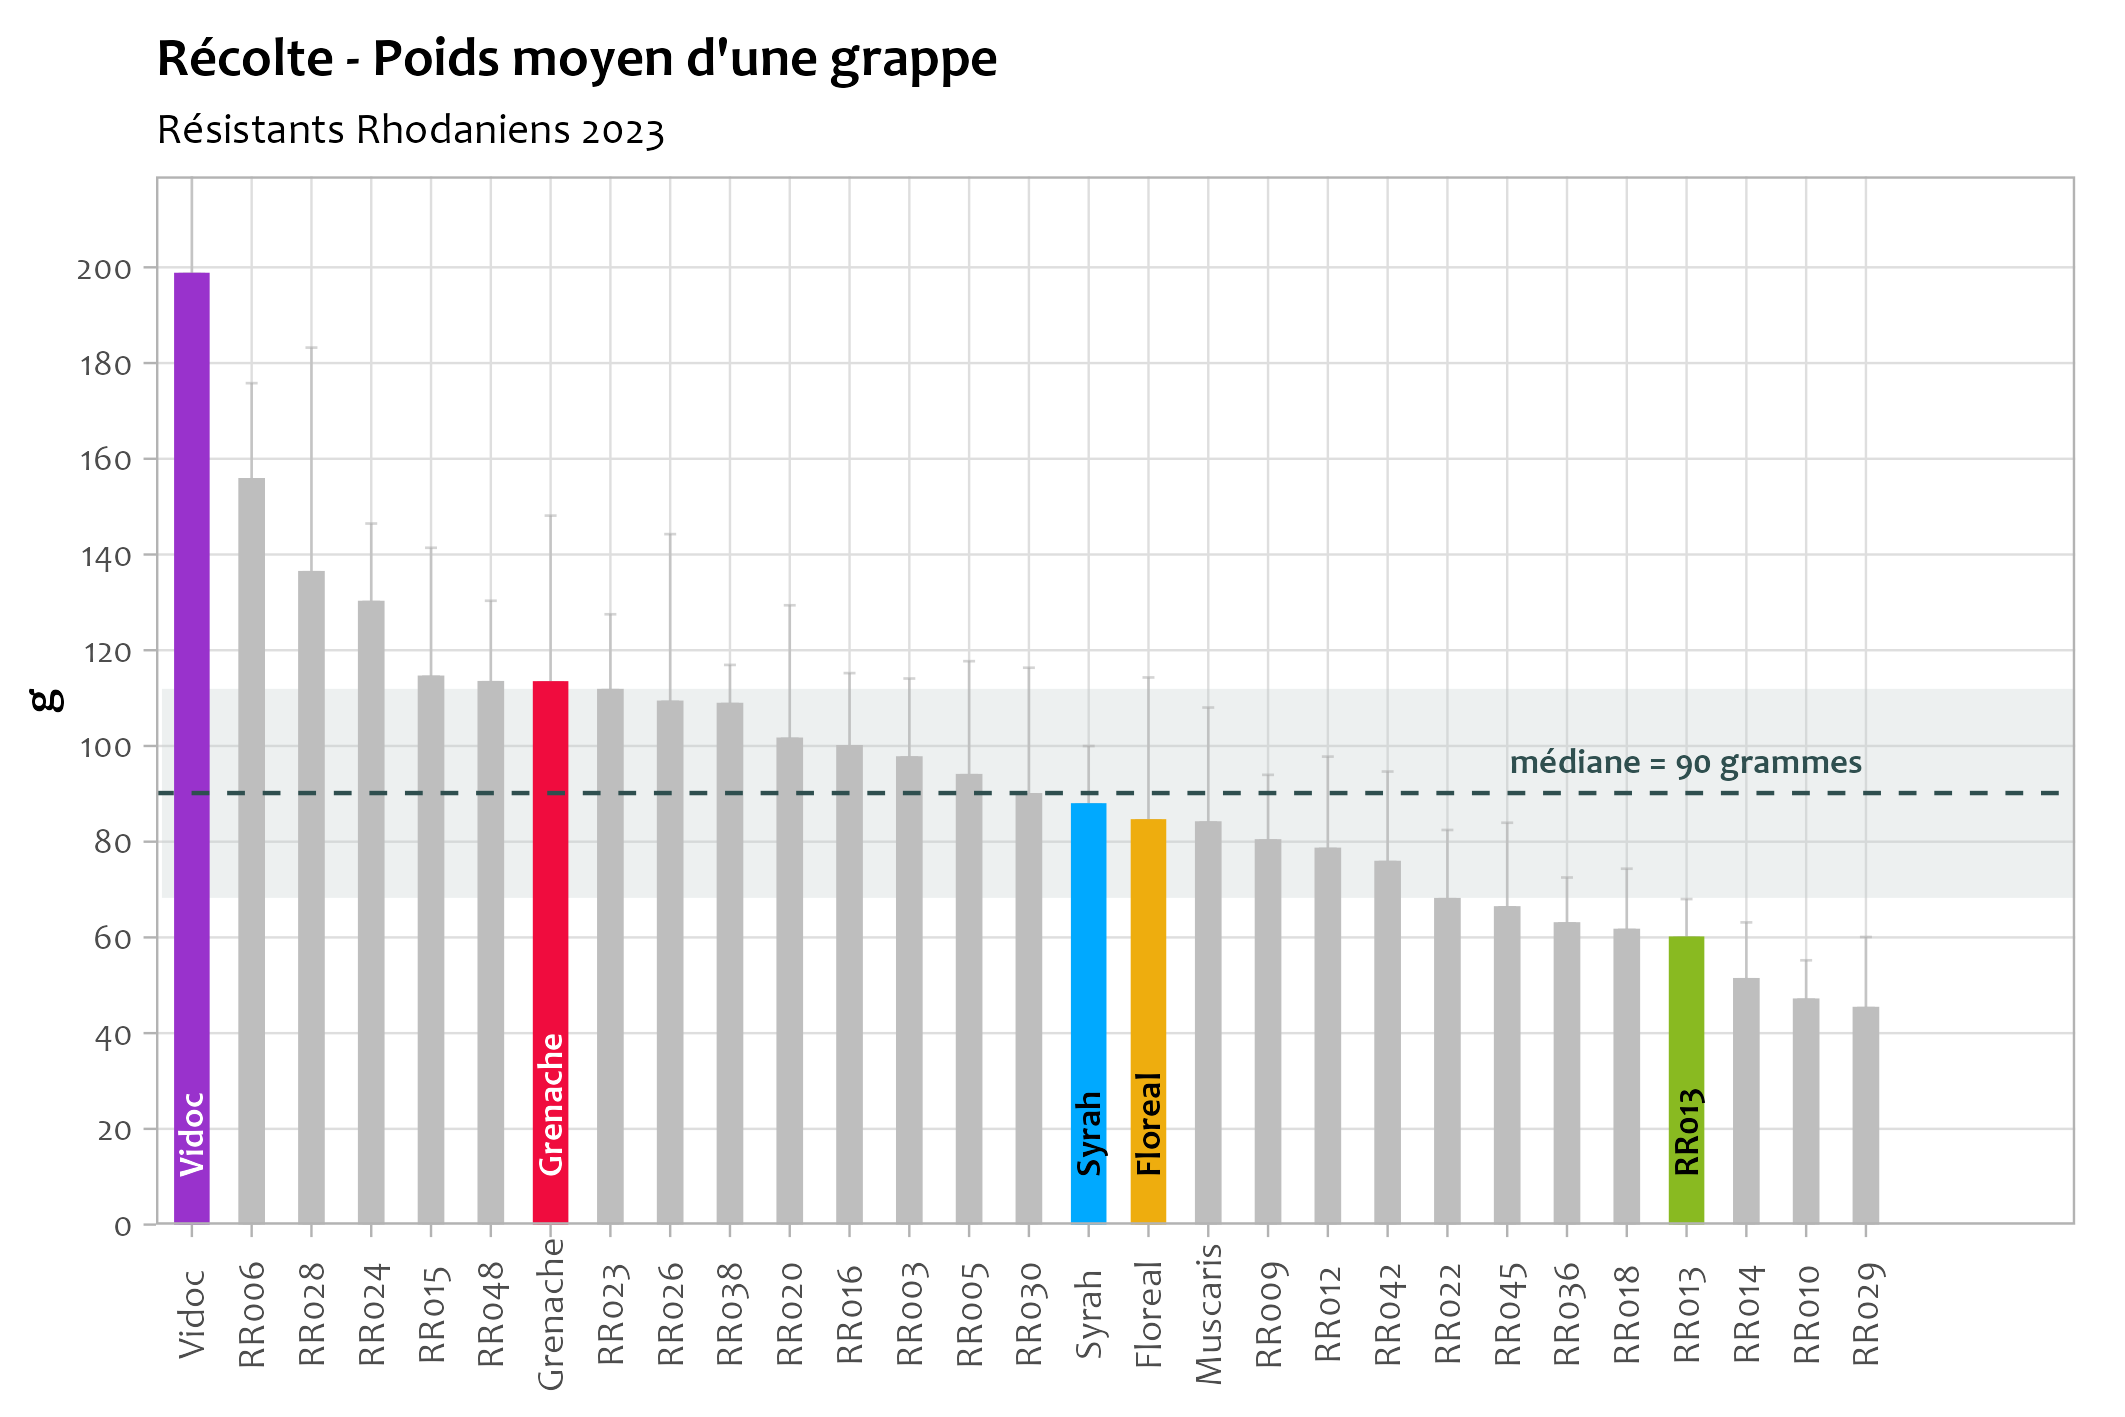 Récolte - Poids moyen d'une grappe
Résistants Rhodaniens 2023
g
200
180
160
140
120
100
80
60
40
20
0
médiane = 90 grammes
Vidoc
Grenache
Syrah
Floreal
RR013
Vidoc
RR006
RR028
RR024
RR015
RR048
Grenache
RR023
RR026
RR038
RR020
RR016
RR003
RR005
RR030
Syrah
Floreal
Muscaris
RR009
RR012
RR042
RR022
RR045
RR036
RR018
RR013
RR014
RR010
RR029